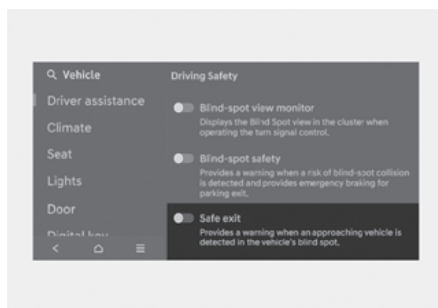 Vehicle
Driver assistance
Climate
Seat
Lights
Door
Digital key
Driving Safety
Blind-spot view monitor
Displays the Blind Spot view in the cluster when
operating the turn signal control.
Blind-spot safety
Provides a warning when a risk of blind-spot collision
is detected and provides emergency braking for
parking exit.
Safe exit
Provides a warning when an approaching vehicle is
detected in the vehicle's blind spot.